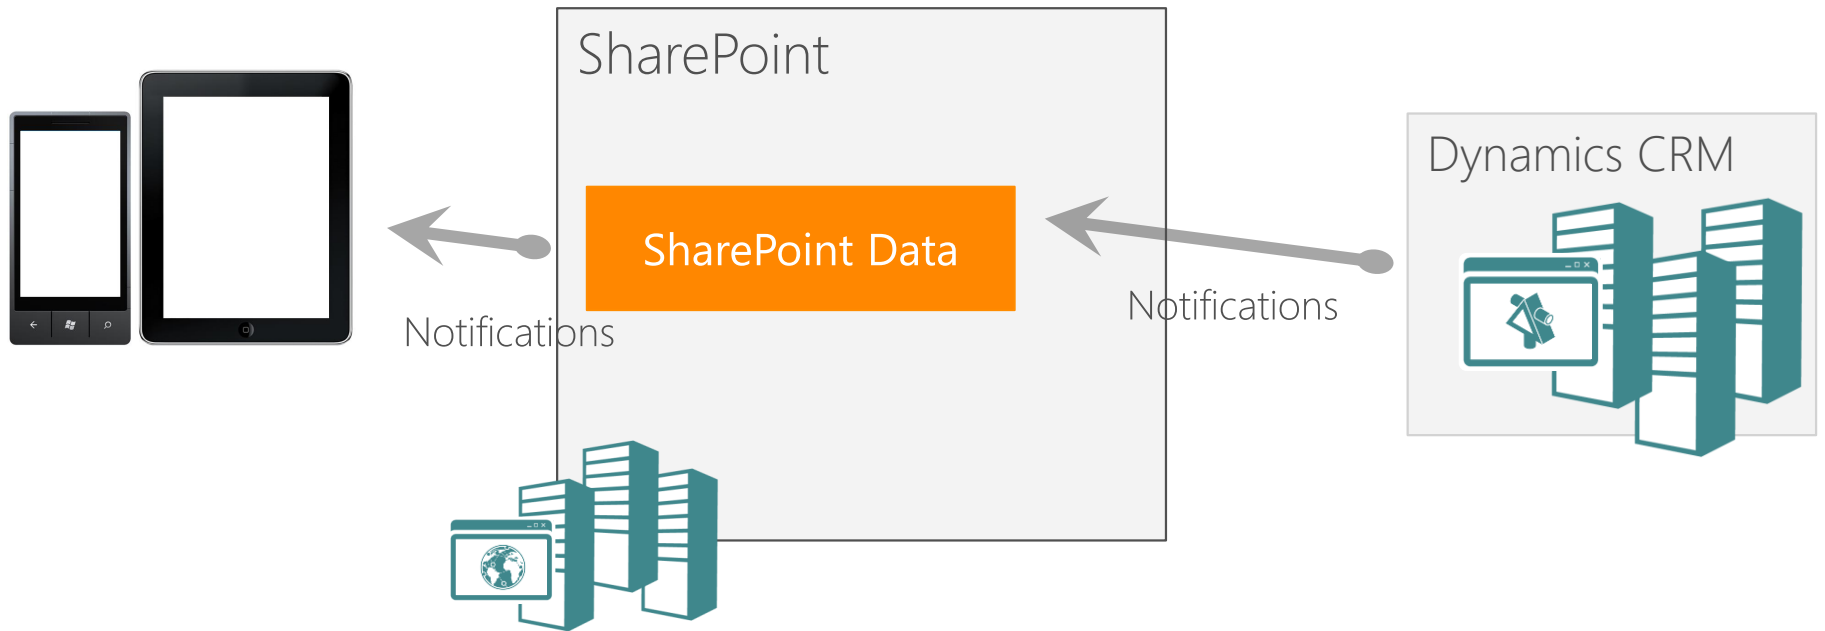 SharePoint
Dynamics CRM
SharePoint Data
Notifications
Notifications